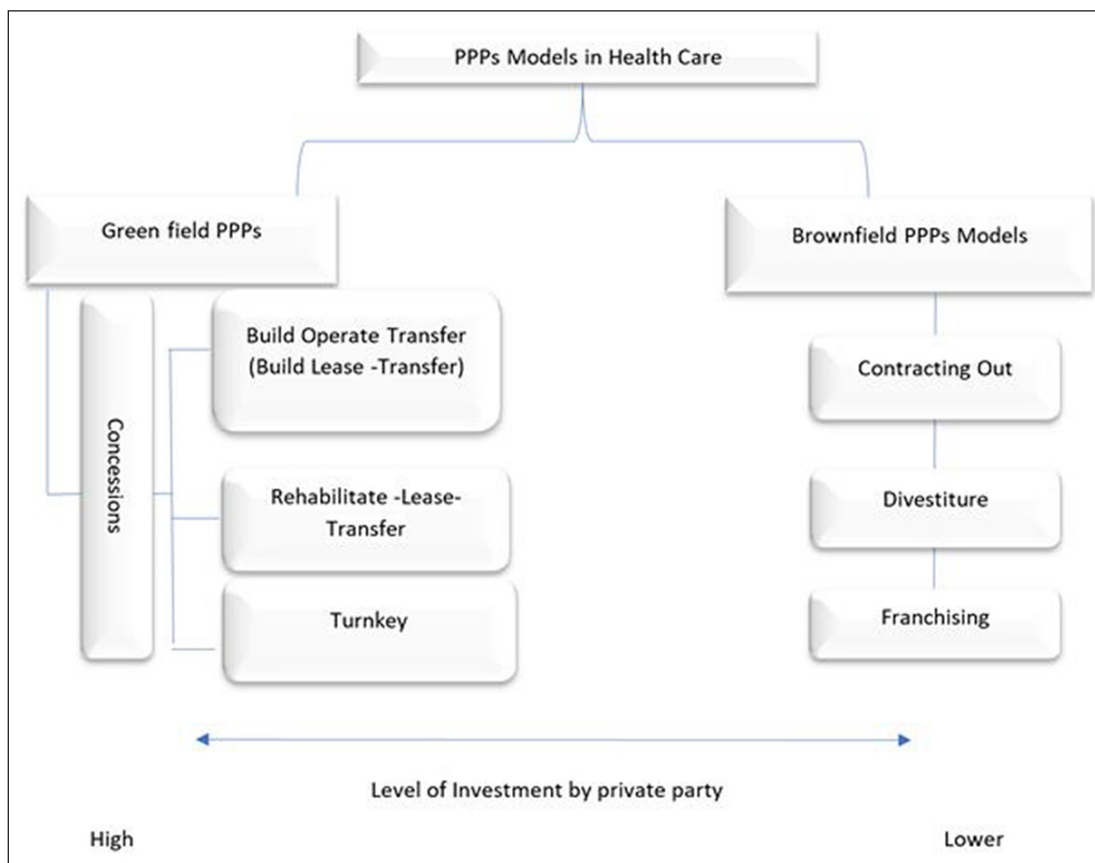 PPPs Models in Health Care
Green field PPPs
Brownfield PPPs Models
Concessions
Build Operate Transfer
(Build Lease -Transfer)
Rehabilitate -Lease-
Transfer
Turnkey
Contracting Out
Divestiture
Franchising
Level of Investment by private party
High
Lower